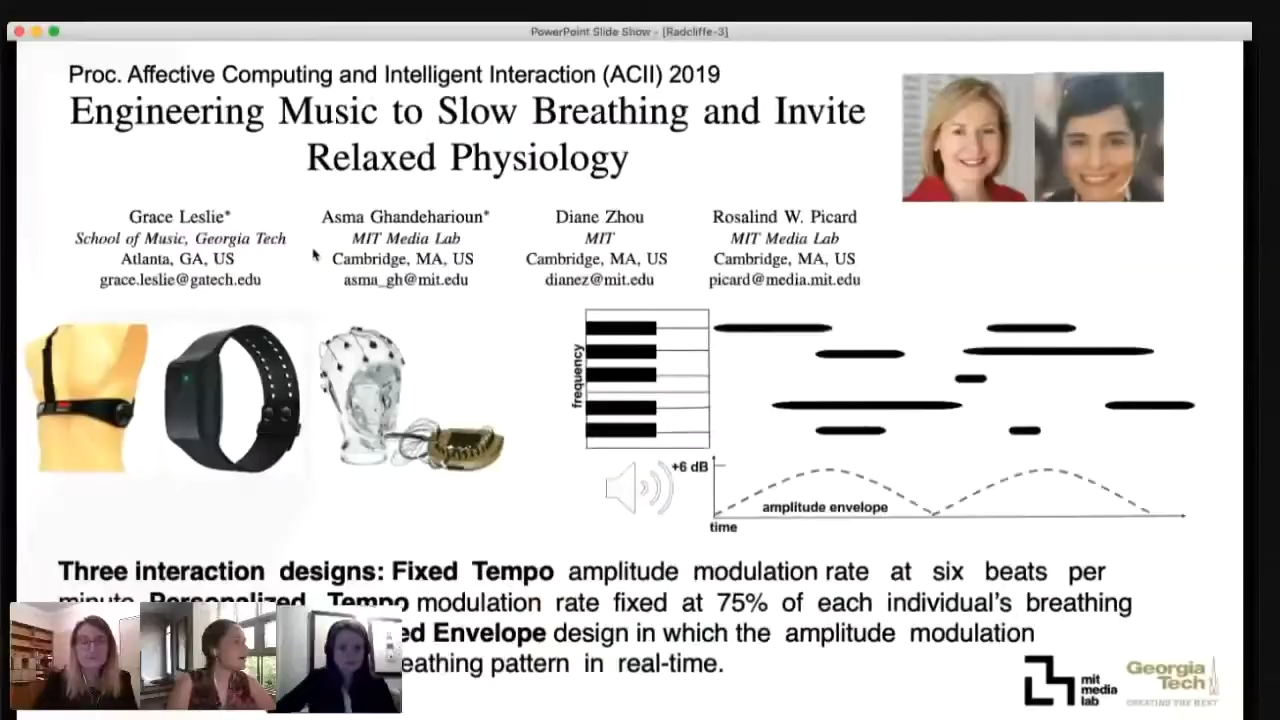 PowerPoint Slide Show - [Radcliffe-3]
Proc. Affective Computing and Intelligent Interaction (ACII) 2019
Engineering Music to Slow Breathing and Invite
Relaxed Physiology
Grace Leslie*
School of Music, Georgia Tech
Atlanta, GA, US
grace.leslie@gatech.edu
Asma Ghandeharioun*
MIT Media Lab
Cambridge, MA, US
asma_gh@mit.edu
Diane Zhou
MIT
Cambridge, MA, US
dianez@mit.edu
Rosalind W. Picard
MIT Media Lab
Cambridge, MA, US
picard@media.mit.edu
frequency
+6 dB
amplitude envelope
time
Three interaction designs: Fixed Tempo amplitude modulation rate at six beats per
minute Personalized Tempo modulation rate fixed at 75% of each individual's breathing
ed Envelope design in which the amplitude modulation
eathing pattern in real-time.
mit
media
lab
Georgia
Tech
CREATING THE NEXT